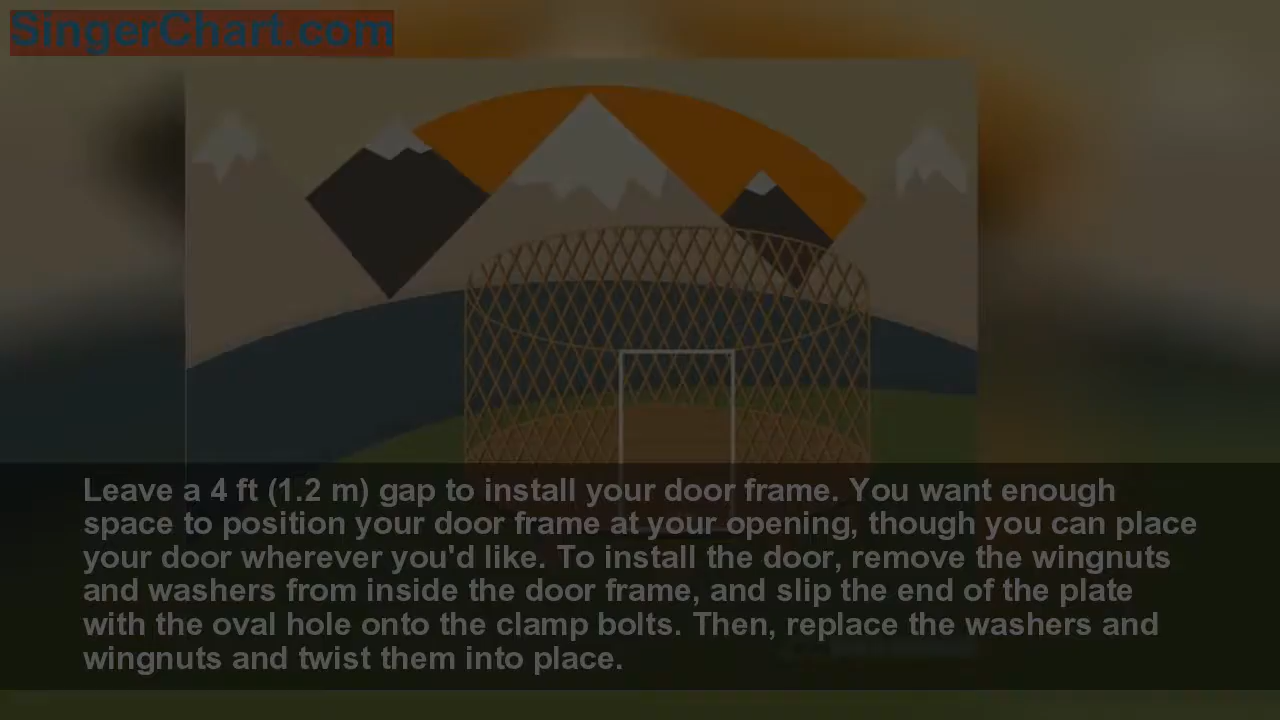 SingerChart.com
Leave a 4 ft (1.2 m) gap to install your door frame. You want enough
space to position your door frame at your opening, though you can place
your door wherever you'd like. To install the door, remove the wingnuts
and washers from inside the door frame, and slip the end of the plate
with the oval hole onto the clamp bolts. Then, replace the washers and
wingnuts and twist them into place.